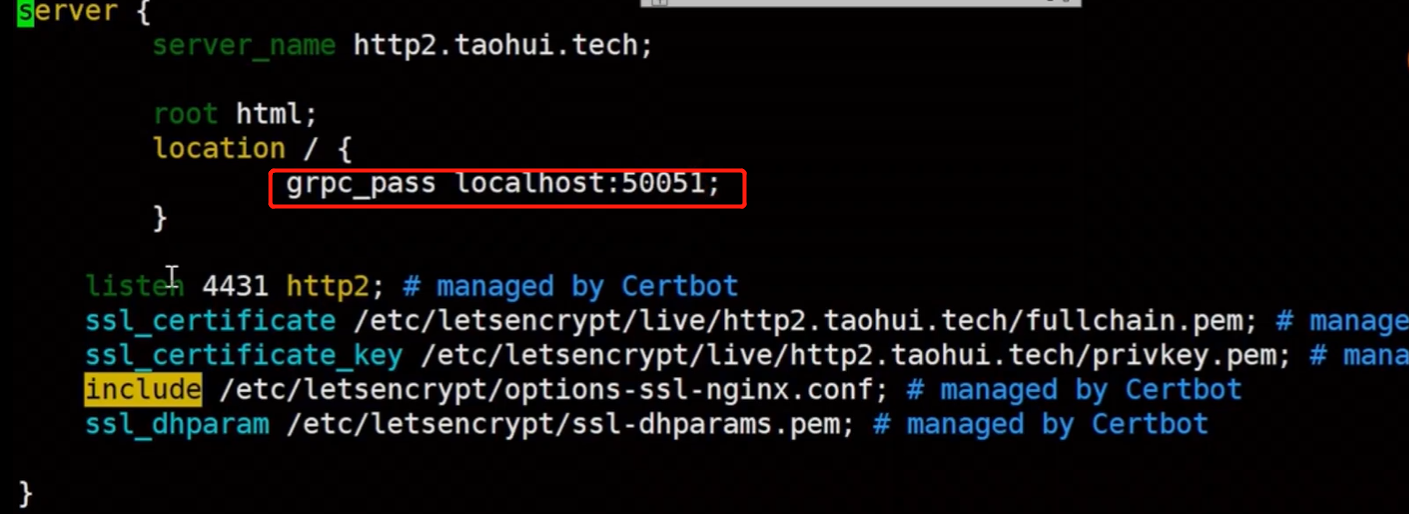 server {
server_name http2.taohui.tech;
root html;
location / {
grpc_pass localhost:50051;
}
listen 4431 http2; # managed by Certbot
ssl_certificate /etc/letsencrypt/live/http2.taohui.tech/fullchain.pem; # manage
ssl_certificate_key /etc/letsencrypt/live/http2.taohui.tech/privkey.pem; # mana
include /etc/letsencrypt/options-ssl-nginx.conf; # managed by Certbot
ssl_dhparam /etc/letsencrypt/ssl-dhparams.pem; # managed by Certbot
}